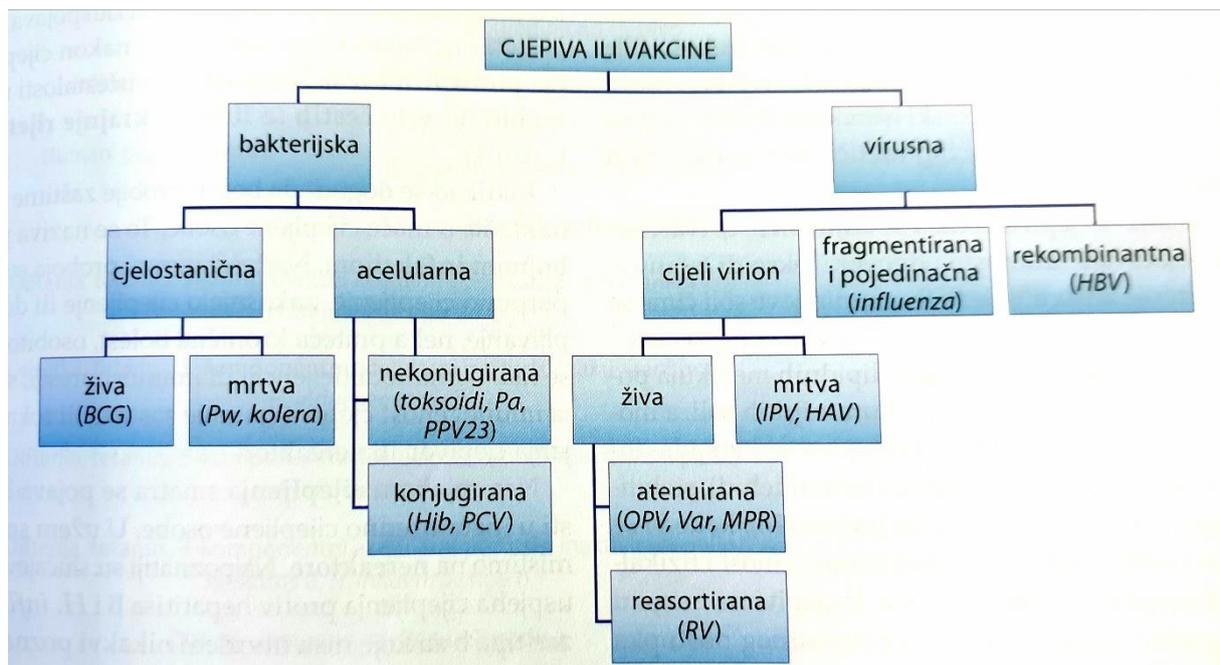 CJEPIVA ILI VAKCINE
bakterijska
virusna
cjelostanična
acelularna
cijeli virion
fragmentirana
i pojedinačna
(influenza)
rekombinantna
(HBV)
živa
(BCG)
mrtva
(Pw, kolera)
nekonjugirana
(toksoidi, Pa,
PPV23)
živa
mrtva
(IPV, HAV)
konjugirana
(Hib, PCV)
atenuirana
(OPV, Var, MPR)
reasortirana
(RV)